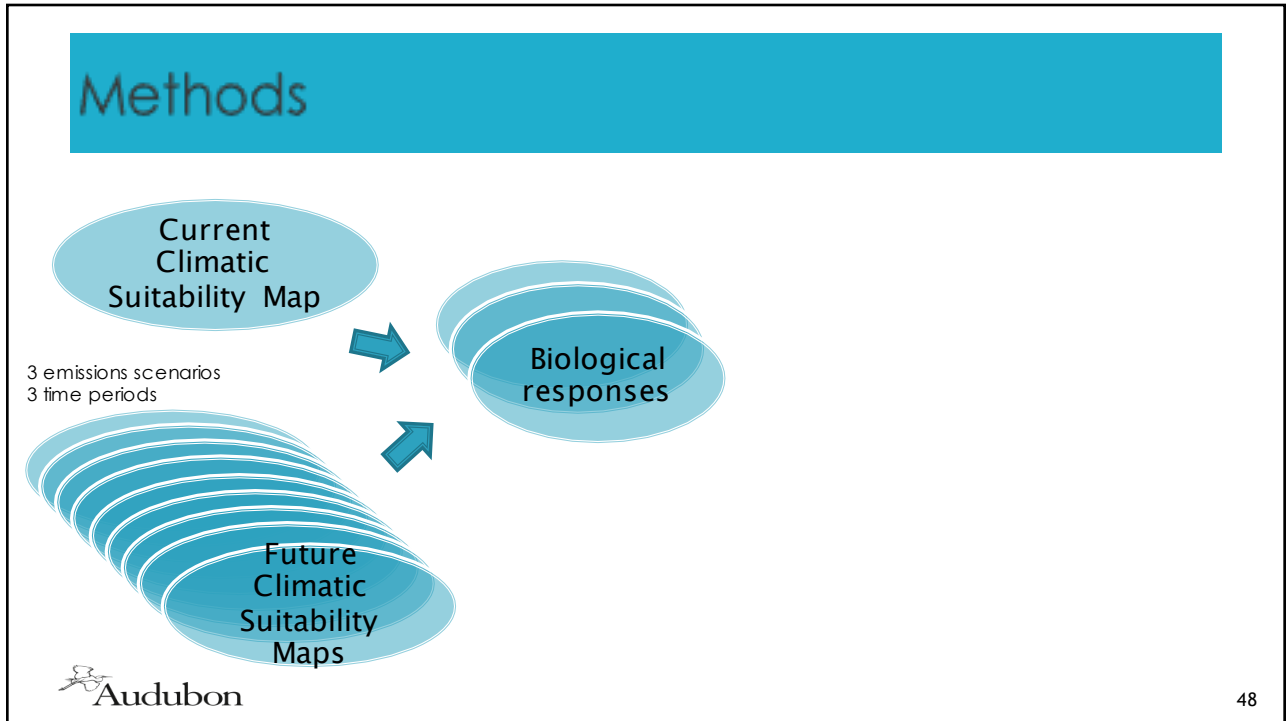 Methods
Current
Climatic
Suitability Map
3 emissions scenarios
3 time periods
Biological
responses
Future
Climatic
Suitability
Maps
Audubon
48